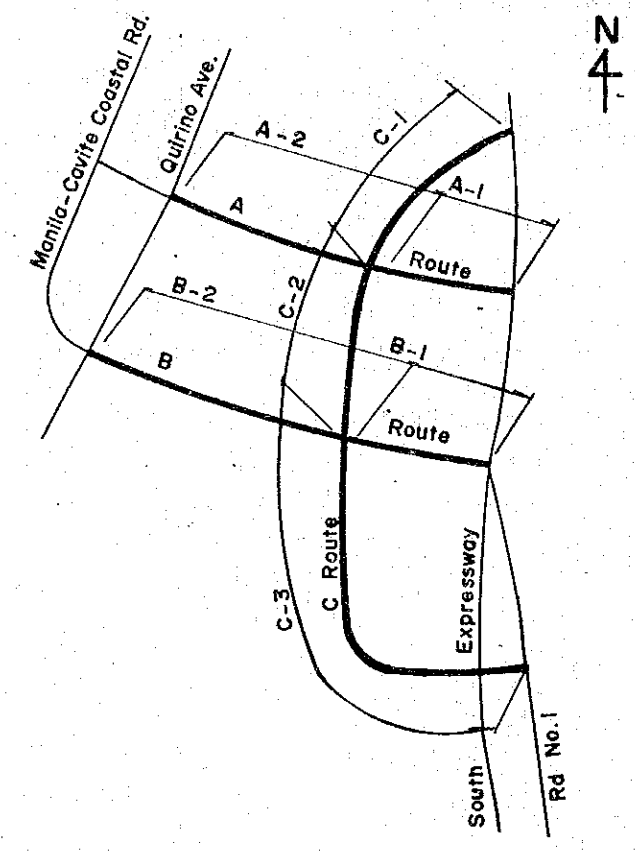 N
Manila-Cavite Coastal Rd.
Quirino Ave.
C-1
A-2
A-1
A
Route
C-2
B-2
B-1
B
Route
C Route
Expressway
C-3
South
Rd No.1